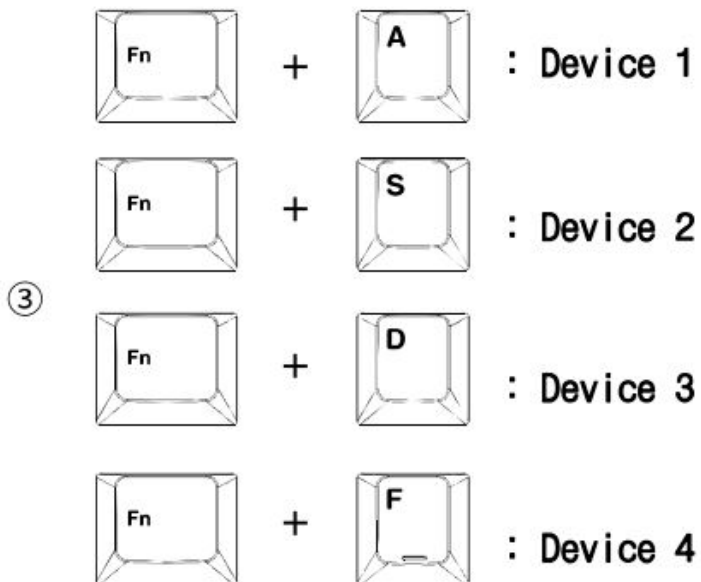 Fn + A : Device 1
Fn + S : Device 2
③
Fn + D : Device 3
Fn + F : Device 4